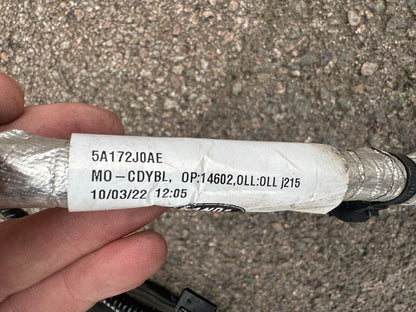 5A172J0AE
MO-CDYBL, OP:14602,OLL:OLL j215
10/03/22 12:05